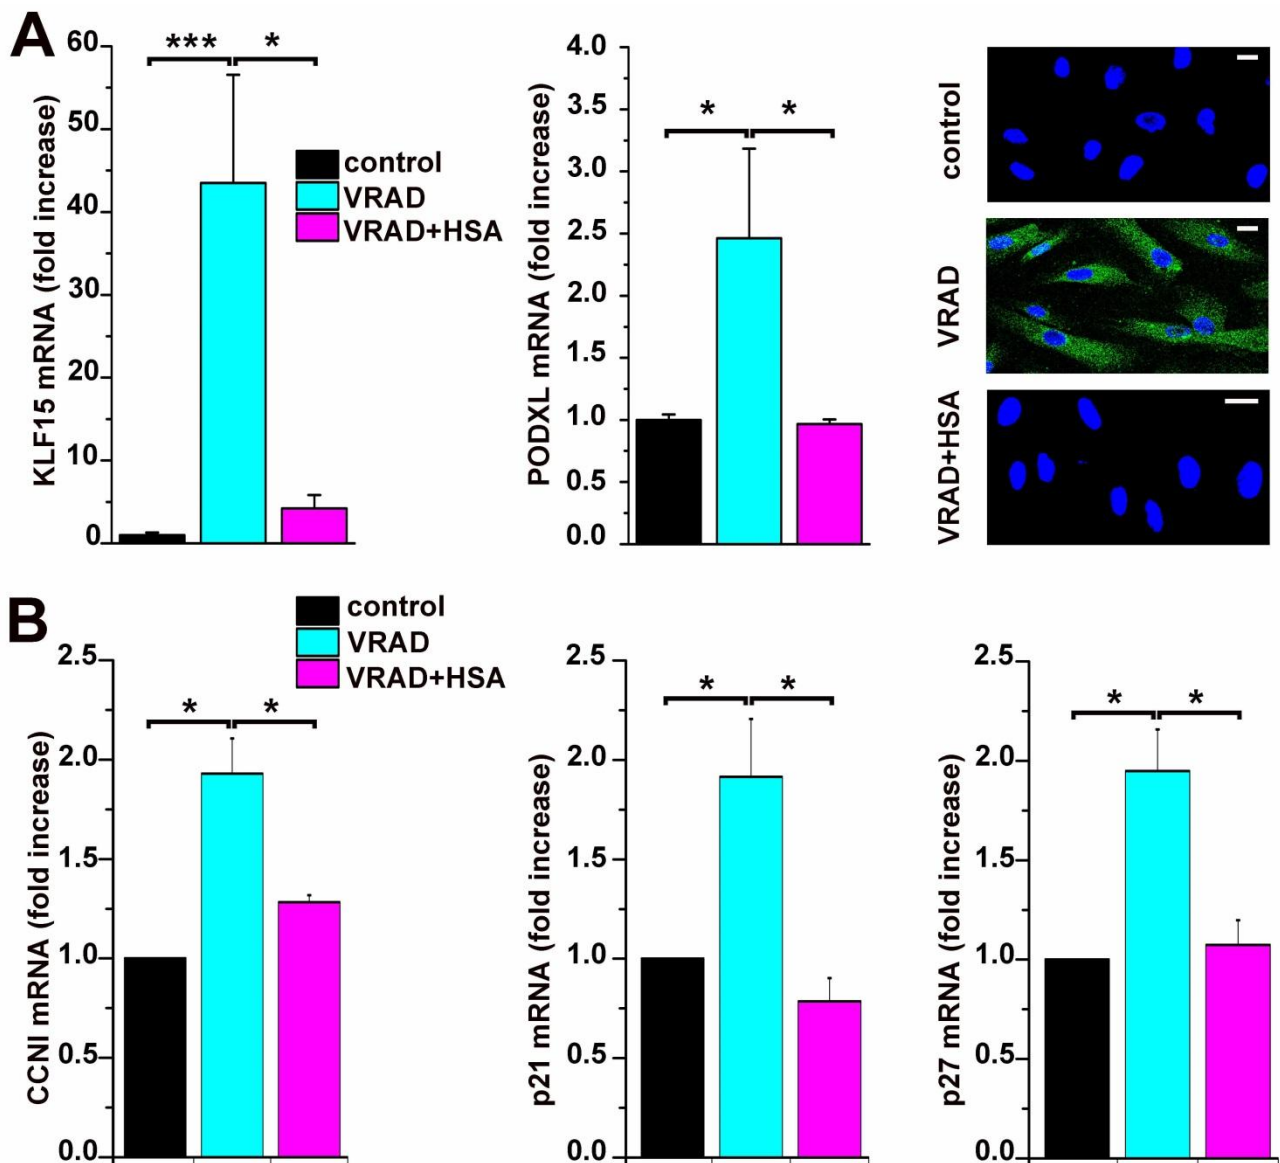 A
KLF15 mRNA (fold increase)
60
50
40
30
20
10
0
*** *
control
VRAD
VRAD+HSA
PODXL mRNA (fold increase)
4.0
3.5
3.0
2.5
2.0
1.5
1.0
0.5
0.0
* *
control
VRAD
VRAD+HSA
B
control
VRAD
VRAD+HSA
CCNI mRNA (fold increase)
2.5
2.0
1.5
1.0
0.5
0.0
* *
p21 mRNA (fold increase)
2.5
2.0
1.5
1.0
0.5
0.0
* *
p27 mRNA (fold increase)
2.5
2.0
1.5
1.0
0.5
0.0
* *